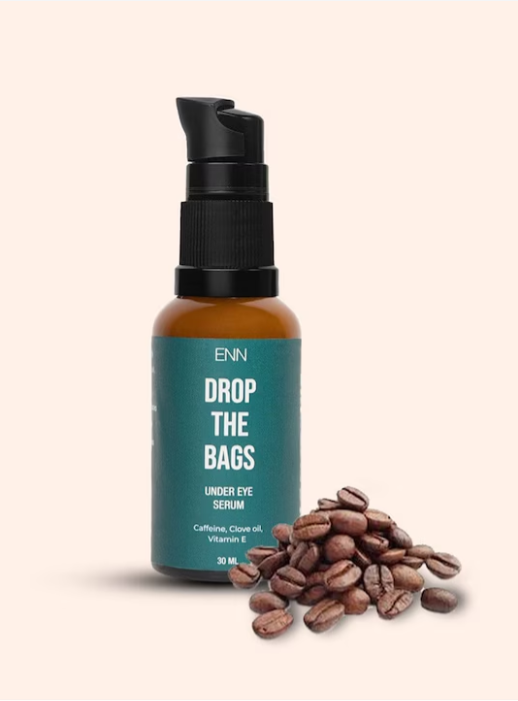 ENN
DROP
THE
BAGS
UNDER EYE
SERUM
Caffeine, Clove oil,
Vitamin E
30 ML